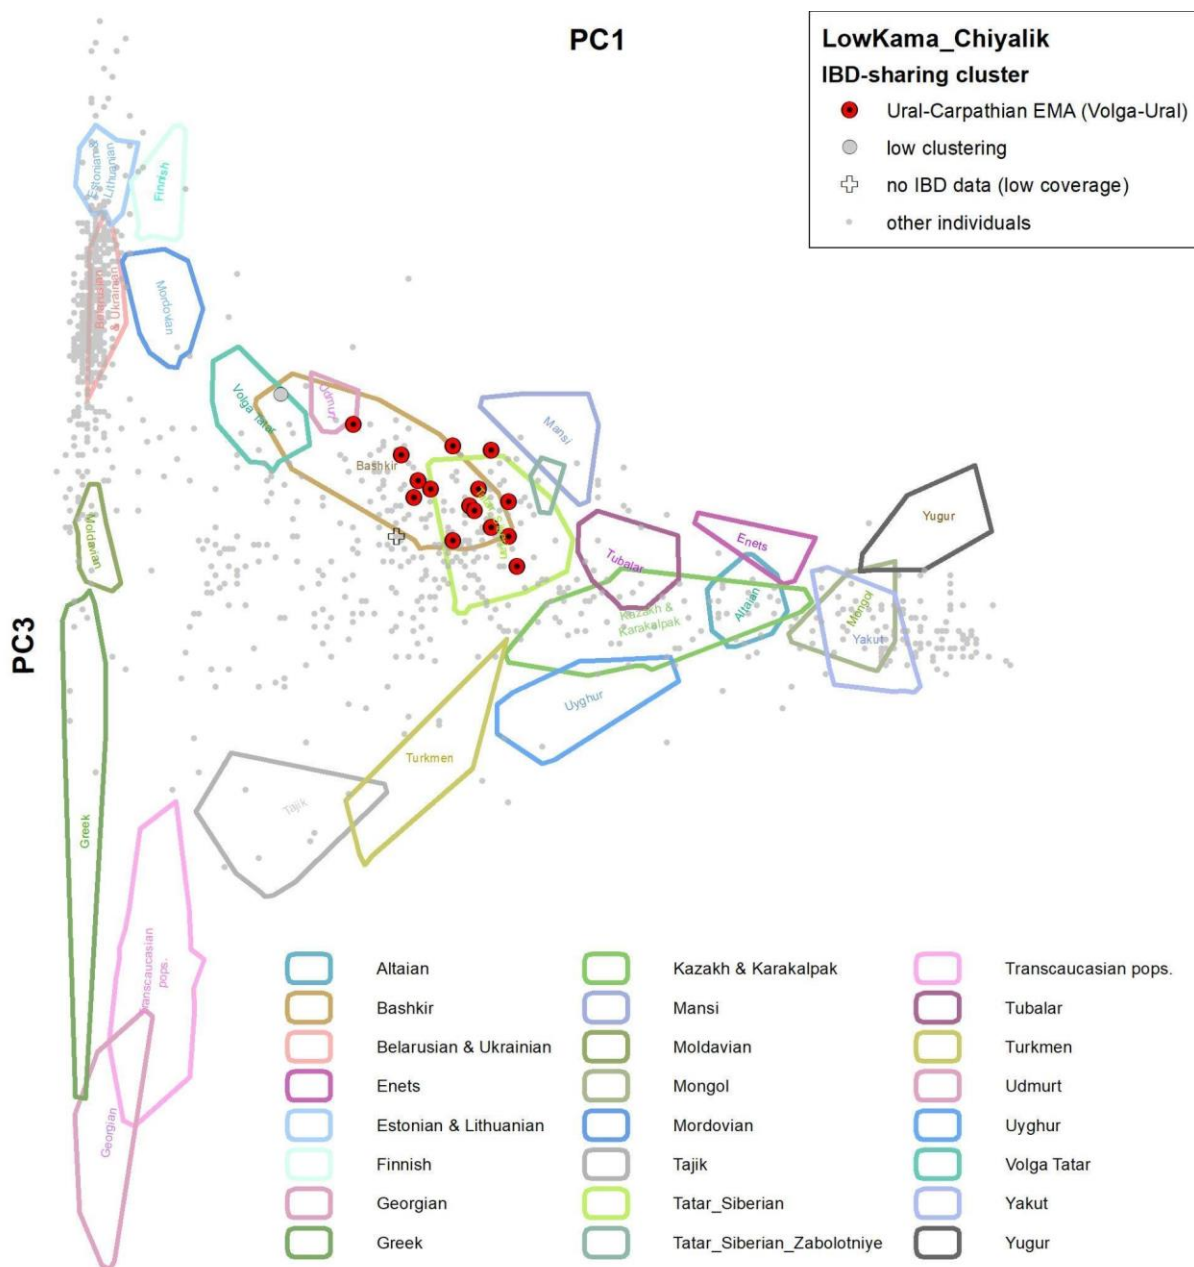 PC1
LowKama_Chiyalik
IBD-sharing cluster
Ural-Carpathian EMA (Volga-Ural)
low clustering
no IBD data (low coverage)
other individuals
Estonian &
Lithuanian
Finnish
Belarusian
& Ukrainian
Mordovian
Volga Tatar
Udmurt
Bashkir
Mansi
Moldavian
Tubalar
Enets
Yugur
Kazakh &
Karakalpak
Altaian
Mongol
Yakut
PC3
Uyghur
Turkmen
Tajik
Greek
Transcaucasian
pops.
Georgian
Altaian
Bashkir
Belarusian & Ukrainian
Enets
Estonian & Lithuanian
Finnish
Georgian
Greek
Kazakh & Karakalpak
Mansi
Moldavian
Mongol
Mordovian
Tajik
Tatar_Siberian
Tatar_Siberian_Zabolotniye
Transcaucasian pops.
Tubalar
Turkmen
Udmurt
Uyghur
Volga Tatar
Yakut
Yugur